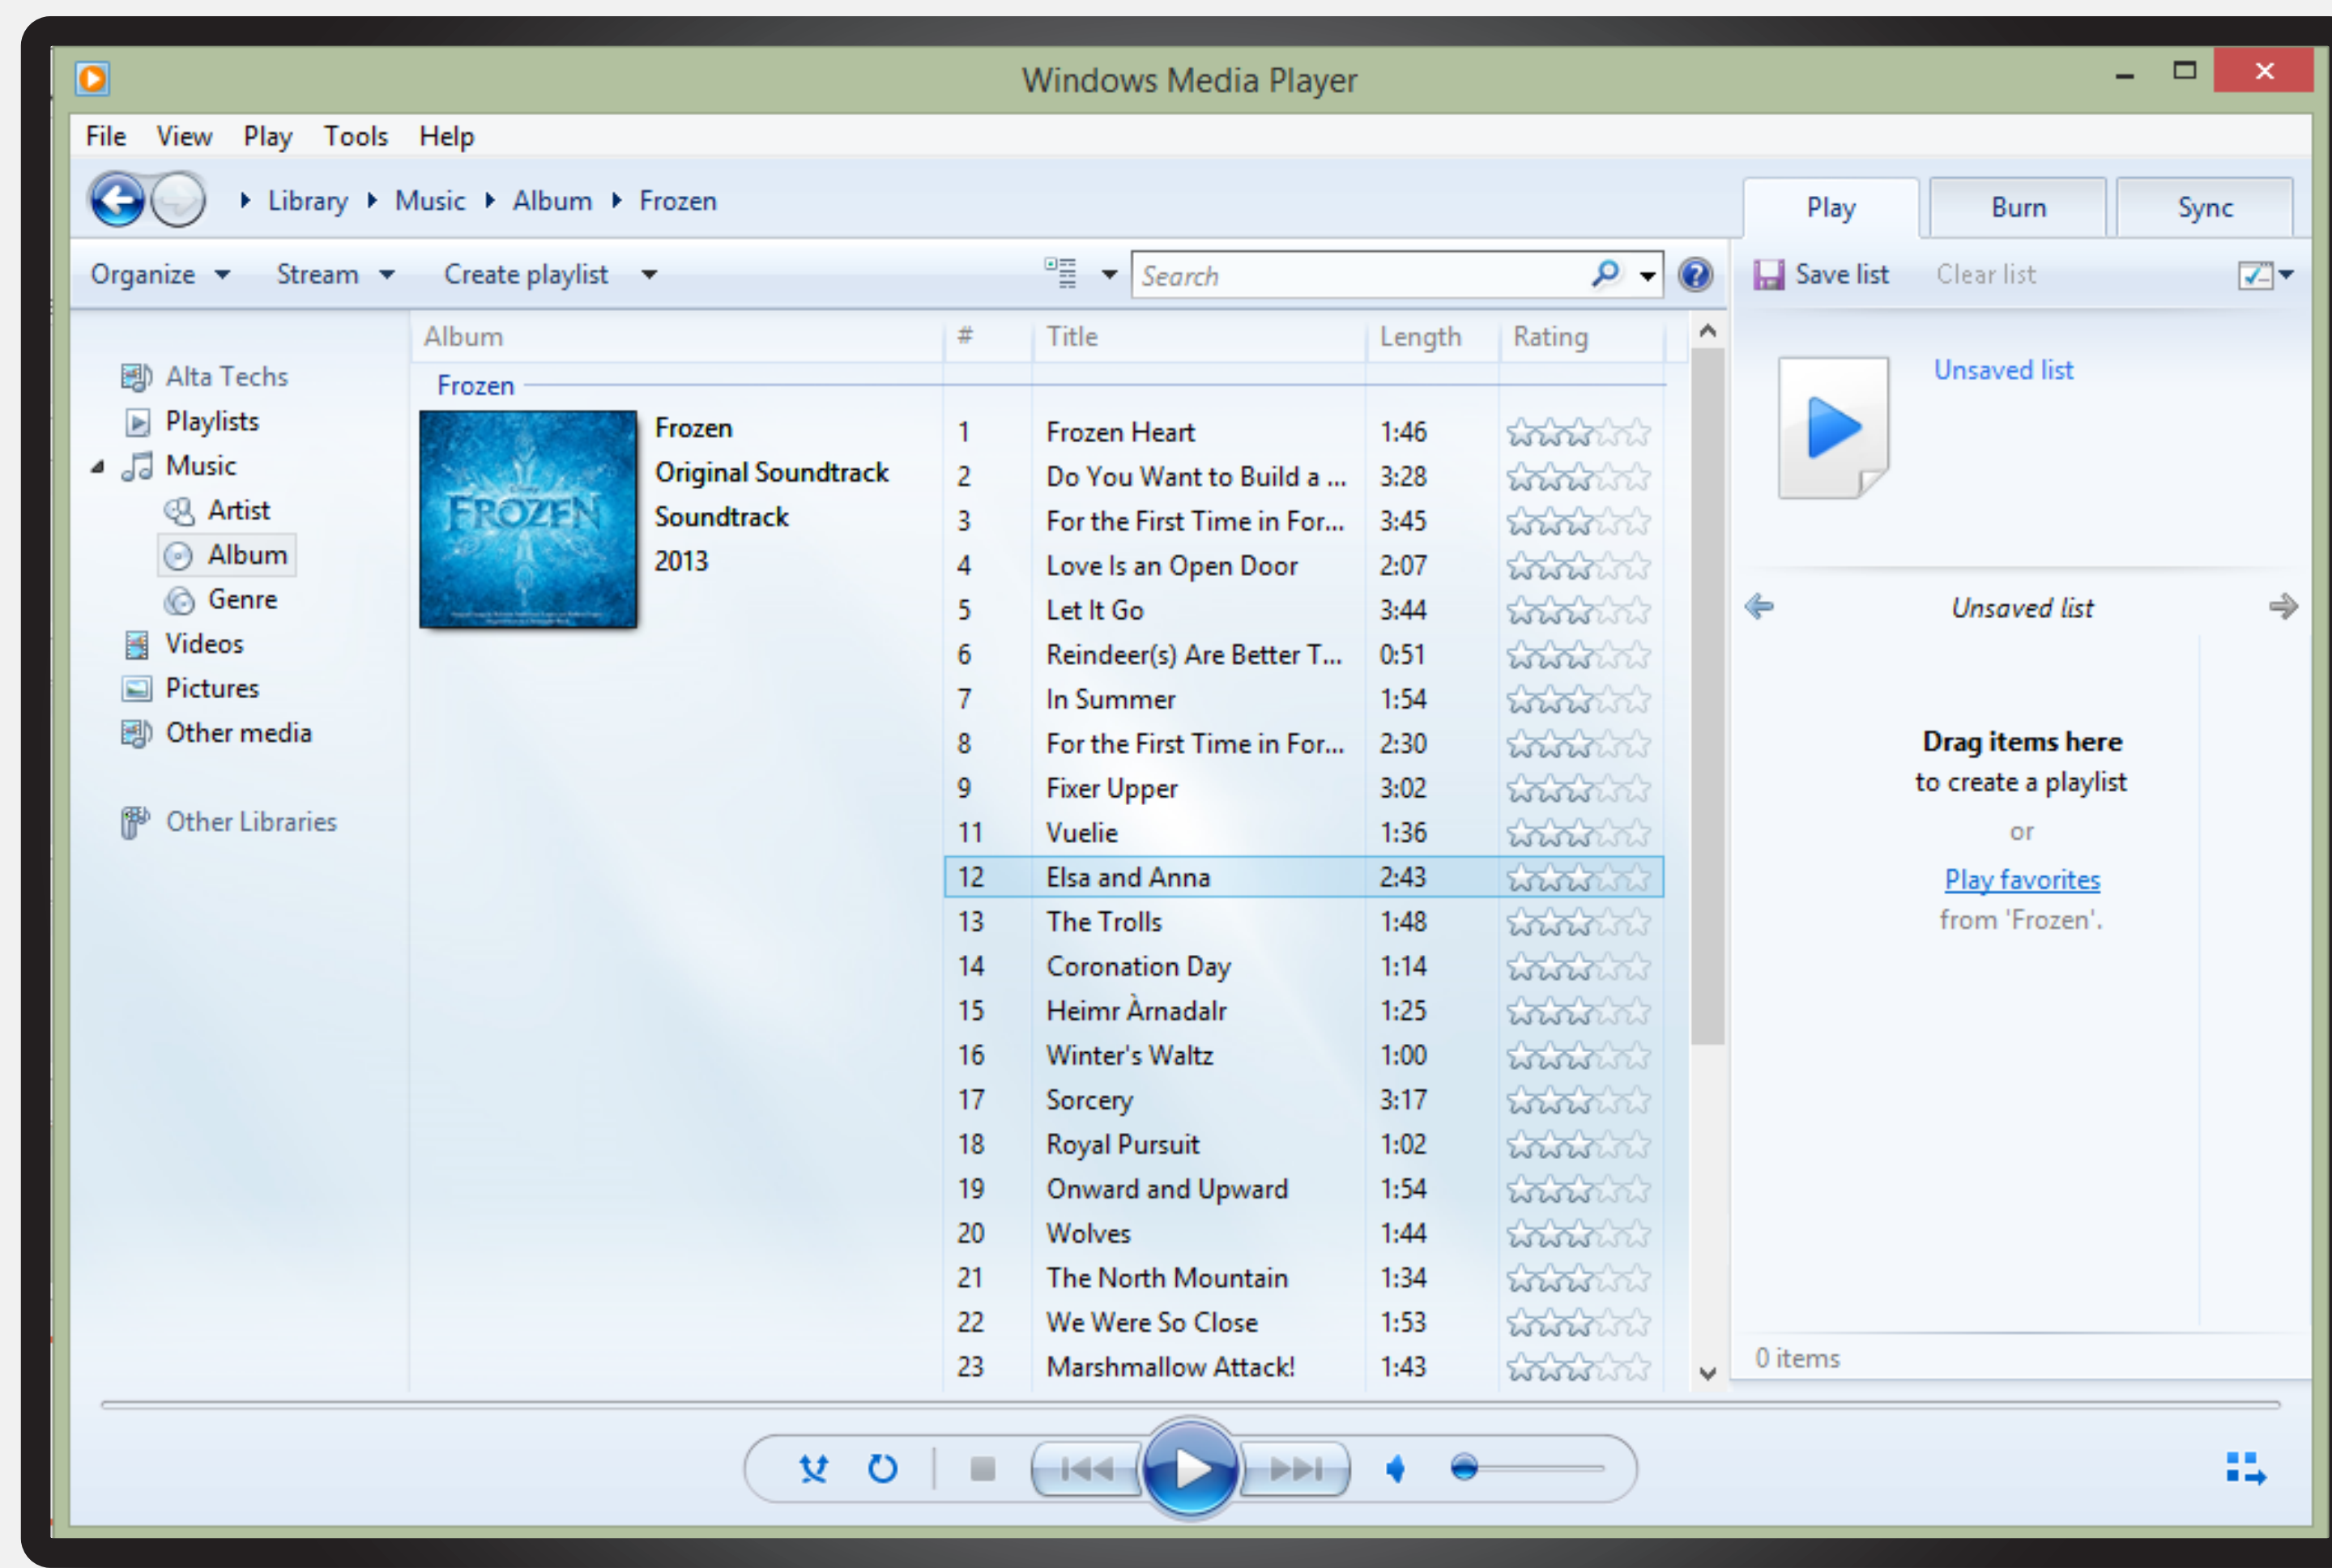 Windows Media Player
File View Play Tools Help
Library Music Album Frozen
Play Burn Sync
Organize Stream Create playlist Search
Save list Clear list
Album # Title Length Rating
Alta Techs
Playlists
Music
Artist
Album
Genre
Videos
Pictures
Other media
Other Libraries
Frozen
FROZEN
Frozen
Original Soundtrack
Soundtrack
2013
1 Frozen Heart 1:46
2 Do You Want to Build a ... 3:28
3 For the First Time in For... 3:45
4 Love Is an Open Door 2:07
5 Let It Go 3:44
6 Reindeer(s) Are Better T... 0:51
7 In Summer 1:54
8 For the First Time in For... 2:30
9 Fixer Upper 3:02
11 Vuelie 1:36
12 Elsa and Anna 2:43
13 The Trolls 1:48
14 Coronation Day 1:14
15 Heimr Àrnadalr 1:25
16 Winter's Waltz 1:00
17 Sorcery 3:17
18 Royal Pursuit 1:02
19 Onward and Upward 1:54
20 Wolves 1:44
21 The North Mountain 1:34
22 We Were So Close 1:53
23 Marshmallow Attack! 1:43
Unsaved list
Unsaved list
Drag items here
to create a playlist
or
Play favorites
from 'Frozen'.
0 items